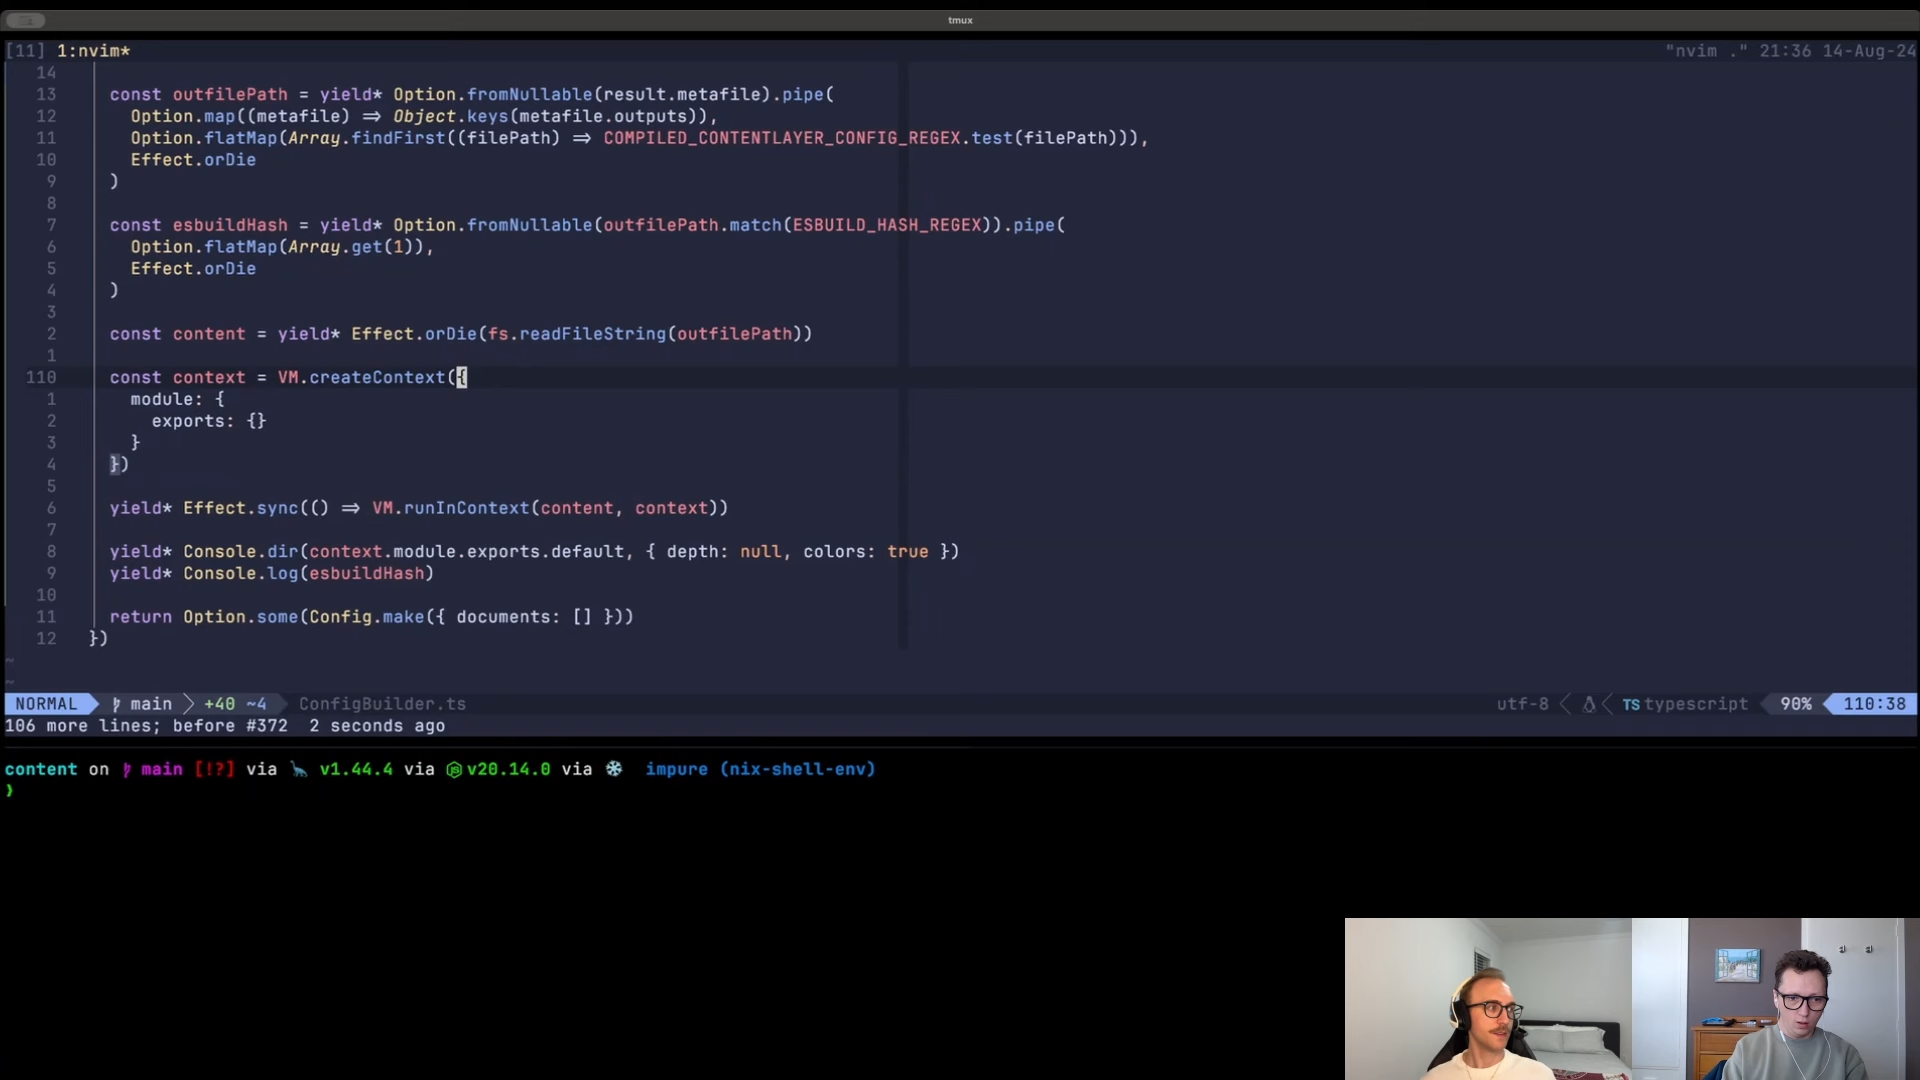 tmux
[11] 1:nvim* "nvim ." 21:36 14-Aug-24
14
13 const outfilePath = yield* Option.fromNullable(result.metafile).pipe(
12 Option.map((metafile) => Object.keys(metafile.outputs)),
11 Option.flatMap(Array.findFirst((filePath) => COMPILED_CONTENTLAYER_CONFIG_REGEX.test(filePath))),
10 Effect.orDie
9 )
8
7 const esbuildHash = yield* Option.fromNullable(outfilePath.match(ESBUILD_HASH_REGEX)).pipe(
6 Option.flatMap(Array.get(1)),
5 Effect.orDie
4 )
3
2 const content = yield* Effect.orDie(fs.readFileString(outfilePath))
1
110 const context = VM.createContext({
1 module: {
2 exports: {}
3 }
4 })
5
6 yield* Effect.sync(() => VM.runInContext(content, context))
7
8 yield* Console.dir(context.module.exports.default, { depth: null, colors: true })
9 yield* Console.log(esbuildHash)
10
11 return Option.some(Config.make({ documents: [] }))
12 })
~
~
NORMAL main +40 ~4 ConfigBuilder.ts utf-8 TS typescript 90% 110:38
106 more lines; before #372 2 seconds ago
content on main [!?] via v1.44.4 via v20.14.0 via impure (nix-shell-env)
❯